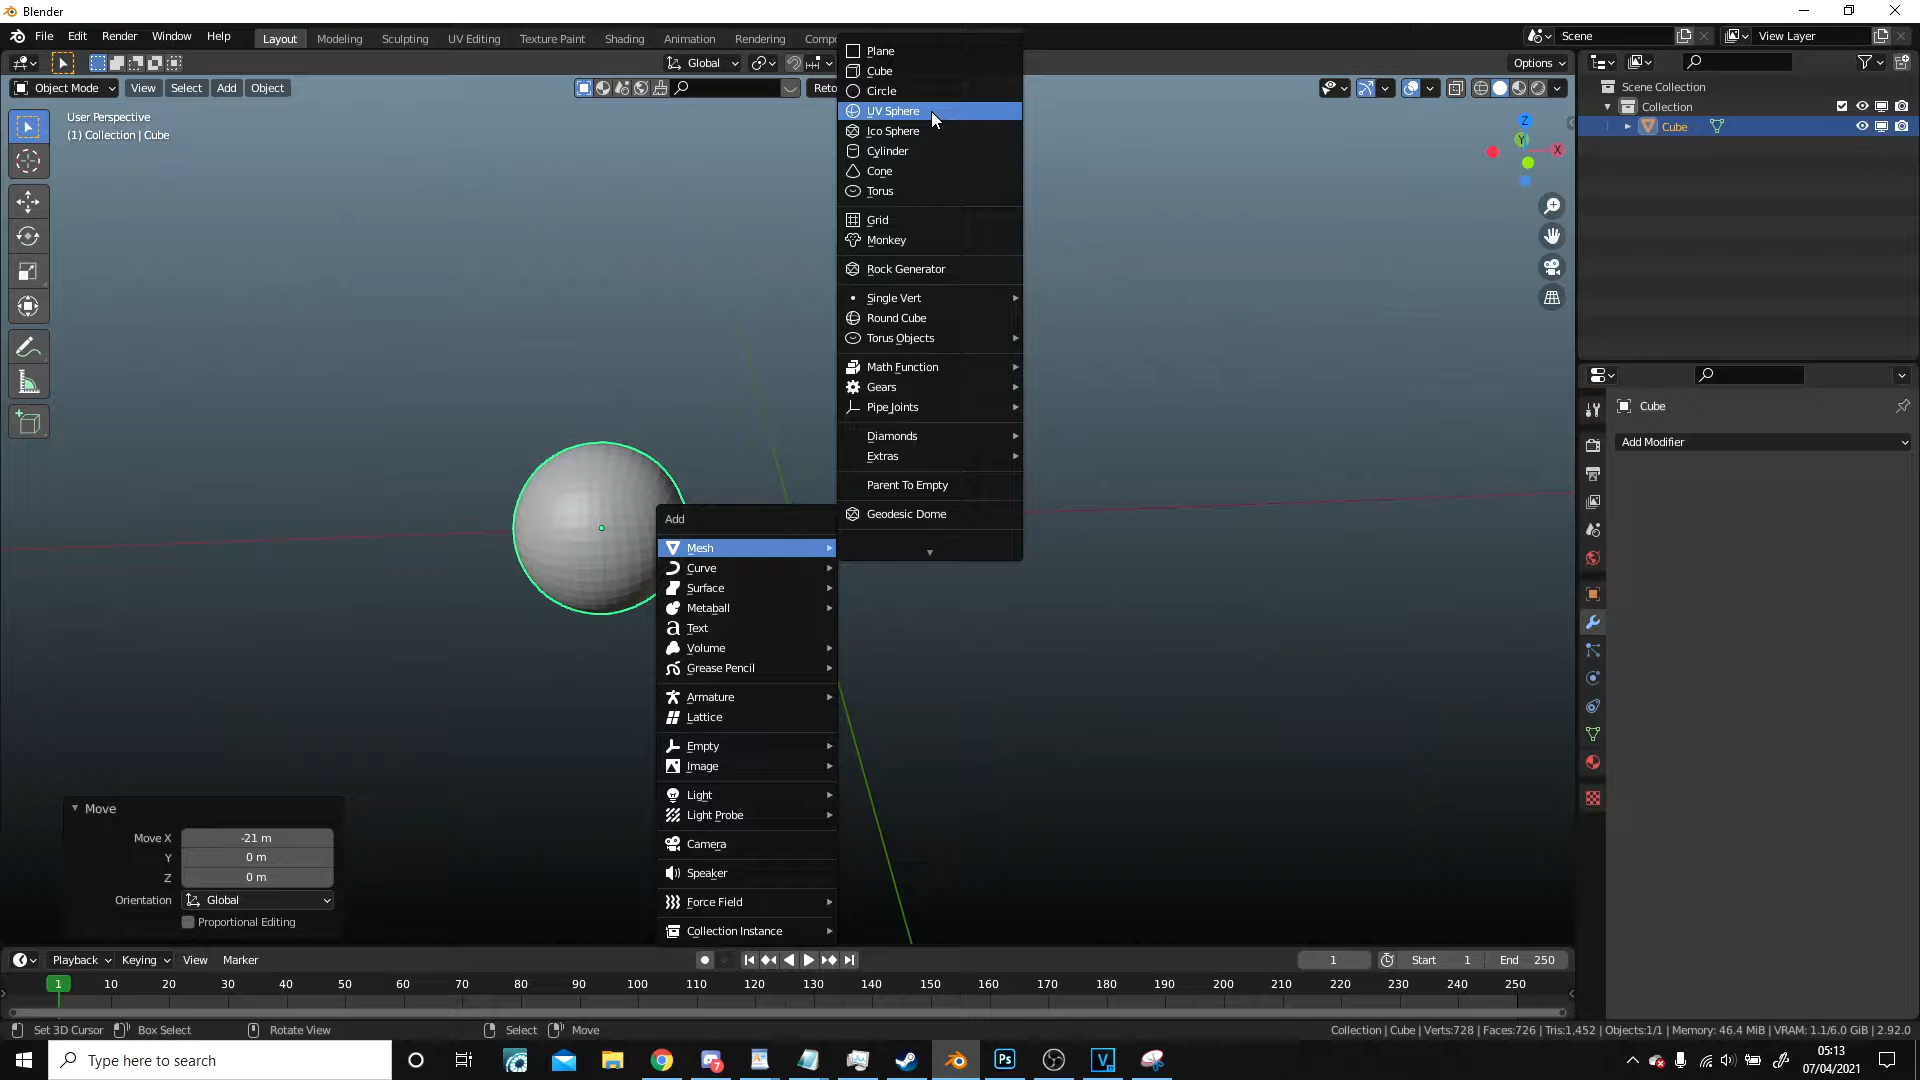 Blender
File Edit Render Window Help Layout Modeling Sculpting UV Editing Texture Paint Shading Animation Rendering Compo Scene View Layer
Global Options
Object Mode View Select Add Object Reto
User Perspective
(1) Collection | Cube
Plane
Cube
Circle
UV Sphere
Ico Sphere
Cylinder
Cone
Torus
Grid
Monkey
Rock Generator
Single Vert
Round Cube
Torus Objects
Math Function
Gears
Pipe Joints
Diamonds
Extras
Parent To Empty
Geodesic Dome
Add
Mesh
Curve
Surface
Metaball
Text
Volume
Grease Pencil
Armature
Lattice
Empty
Image
Light
Light Probe
Camera
Speaker
Force Field
Collection Instance
Z
Y
X
Scene Collection
Collection
Cube
Cube
Add Modifier
Move
Move X -21 m
Y 0 m
Z 0 m
Orientation Global
Proportional Editing
Playback Keying View Marker 1 Start 1 End 250
1 10 20 30 40 50 60 70 80 90 100 110 120 130 140 150 160 170 180 190 200 210 220 230 240 250
Set 3D Cursor Box Select Rotate View Select Move Collection | Cube | Verts:728 | Faces:726 | Tris:1,452 | Objects:1/1 | Memory: 46.4 MiB | VRAM: 1.1/6.0 GiB | 2.92.0
Type here to search 7 Ps V 05:13
07/04/2021